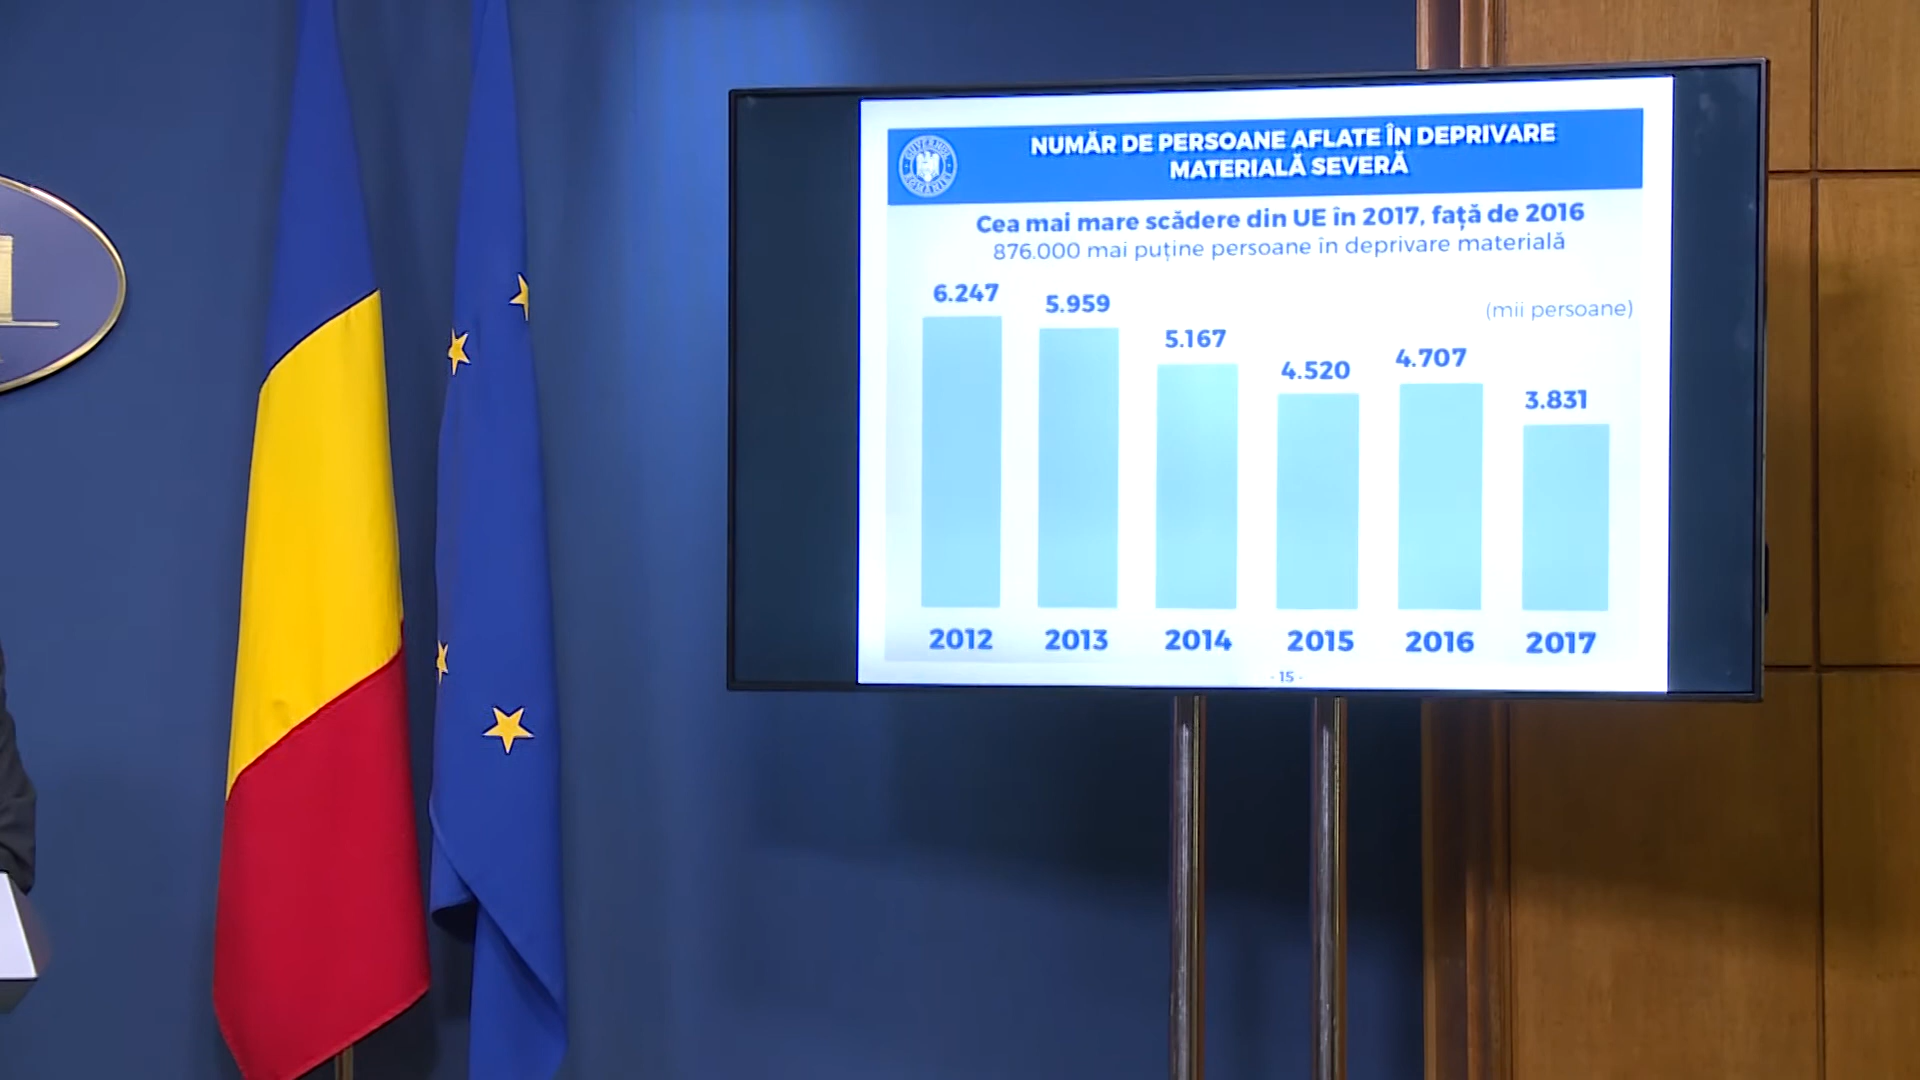 GUVERNUL ROMÂNIEI
NUMĂR DE PERSOANE AFLATE ÎN DEPRIVARE
MATERIALĂ SEVERĂ
Cea mai mare scădere din UE în 2017, față de 2016
876.000 mai puține persoane în deprivare materială
(mii persoane)
6.247 5.959 5.167 4.520 4.707 3.831
2012 2013 2014 2015 2016 2017
- 15 -